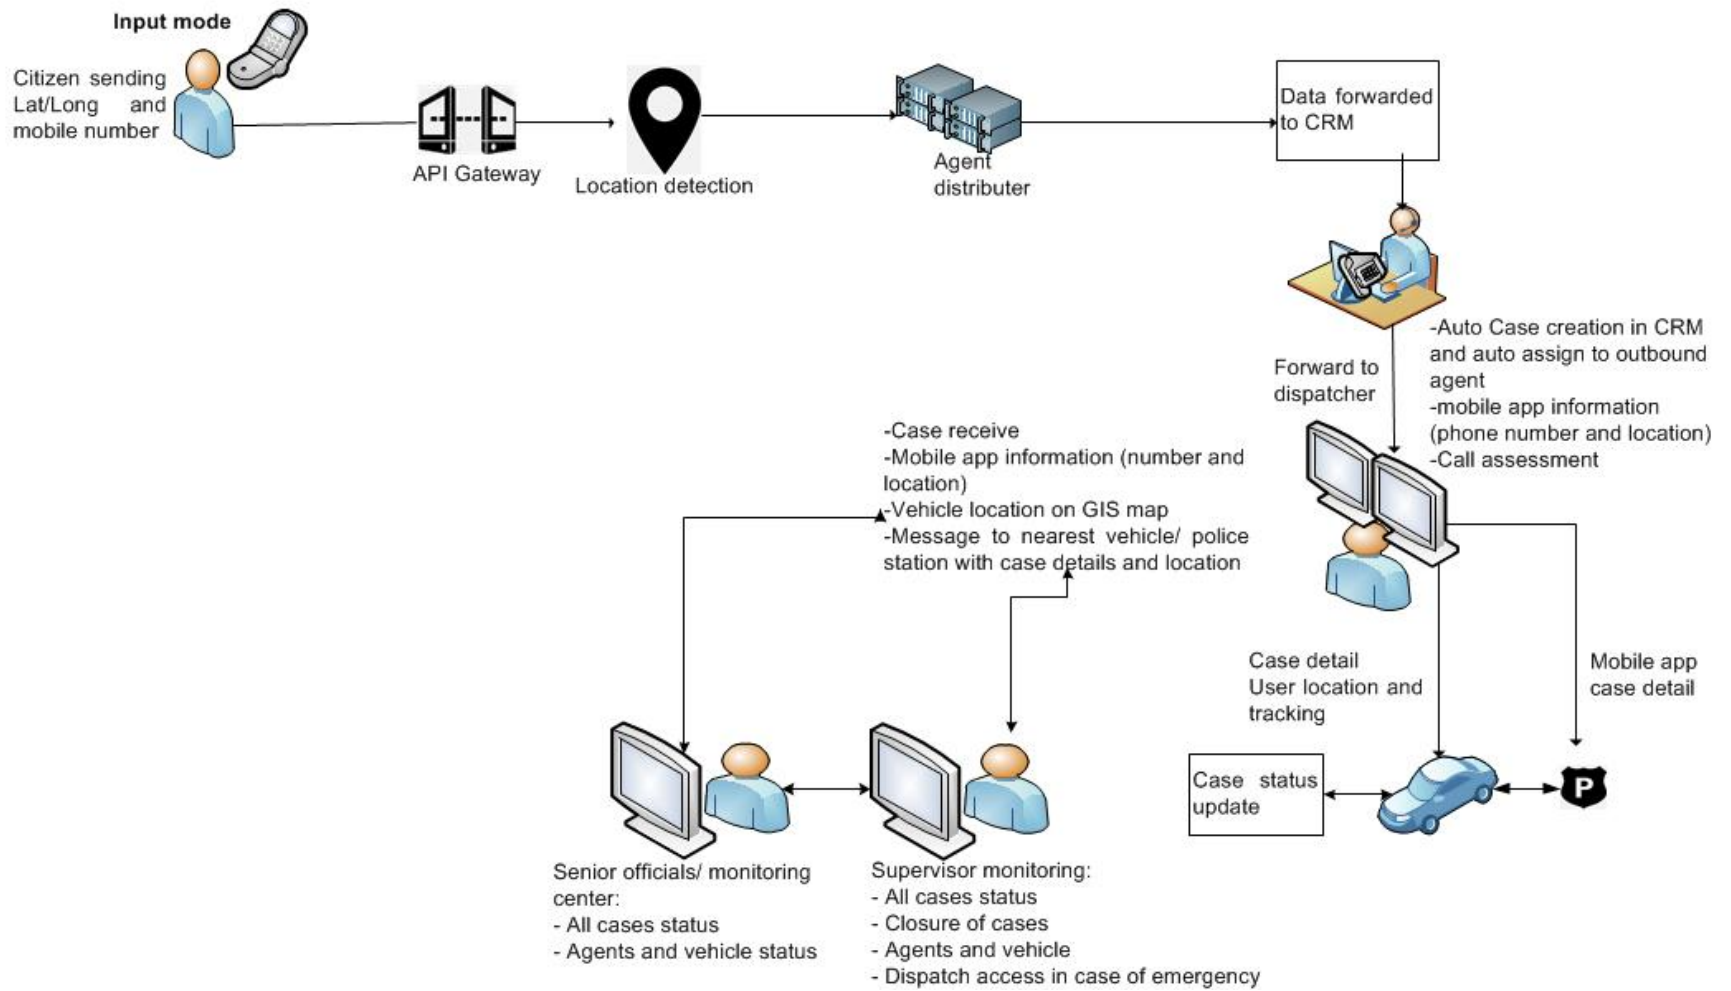 Input mode
Citizen sending
Lat/Long and
mobile number
API Gateway
Location detection
Agent
distributer
Data forwarded
to CRM
-Auto Case creation in CRM
and auto assign to outbound
agent
-mobile app information
(phone number and location)
-Call assessment
Forward to
dispatcher
-Case receive
-Mobile app information (number and
location)
-Vehicle location on GIS map
-Message to nearest vehicle/ police
station with case details and location
Case detail
User location and
tracking
Mobile app
case detail
Case status
update
P
Senior officials/ monitoring
center:
- All cases status
- Agents and vehicle status
Supervisor monitoring:
- All cases status
- Closure of cases
- Agents and vehicle
- Dispatch access in case of emergency